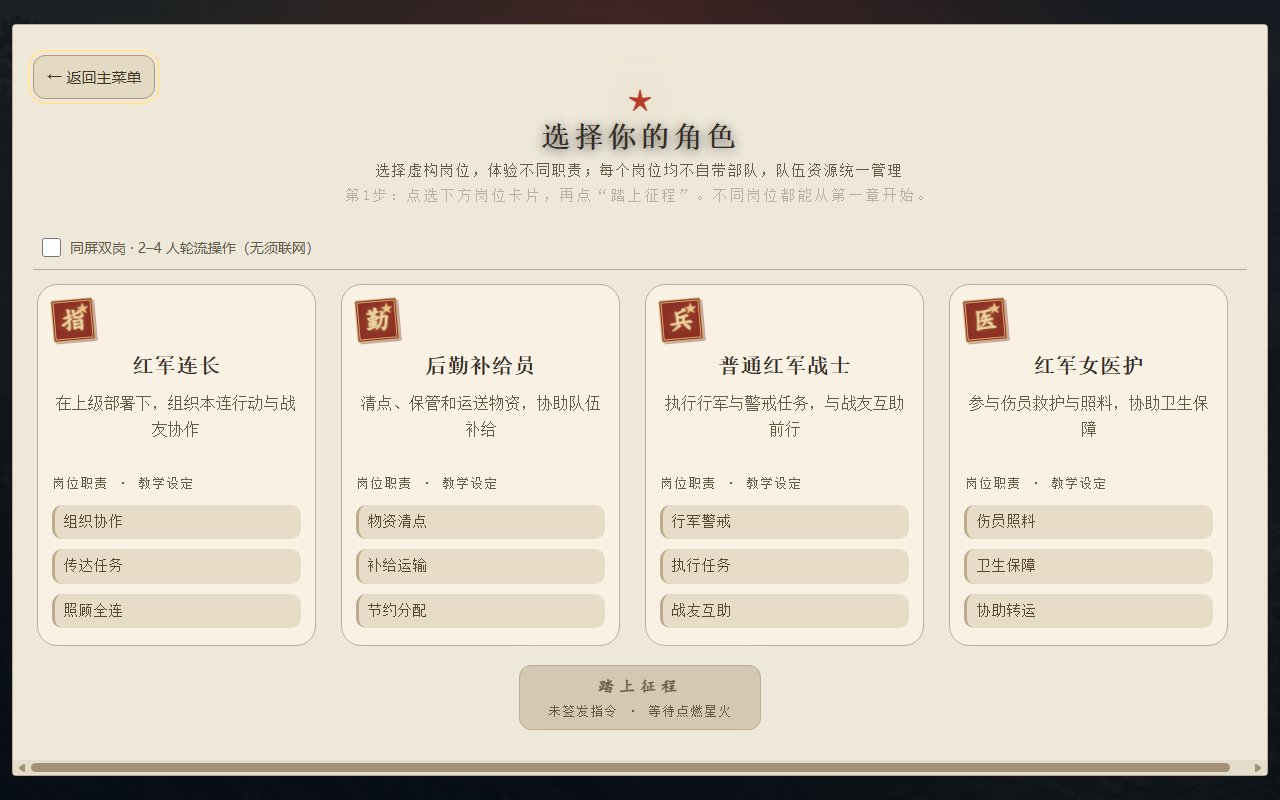 ← 返回主菜单
选择你的角色
选择虚构岗位，体验不同职责；每个岗位均不自带部队，队伍资源统一管理
第1步：点选下方岗位卡片，再点“踏上征程”。不同岗位都能从第一章开始。
同屏双岗 · 2–4 人轮流操作（无须联网）
指
红军连长
在上级部署下，组织本连行动与战
友协作
岗位职责 · 教学设定
组织协作
传达任务
照顾全连
勤
后勤补给员
清点、保管和运送物资，协助队伍
补给
岗位职责 · 教学设定
物资清点
补给运输
节约分配
兵
普通红军战士
执行行军与警戒任务，与战友互助
前行
岗位职责 · 教学设定
行军警戒
执行任务
战友互助
医
红军女医护
参与伤员救护与照料，协助卫生保
障
岗位职责 · 教学设定
伤员照料
卫生保障
协助转运
踏上征程
未签发指令 · 等待点燃星火